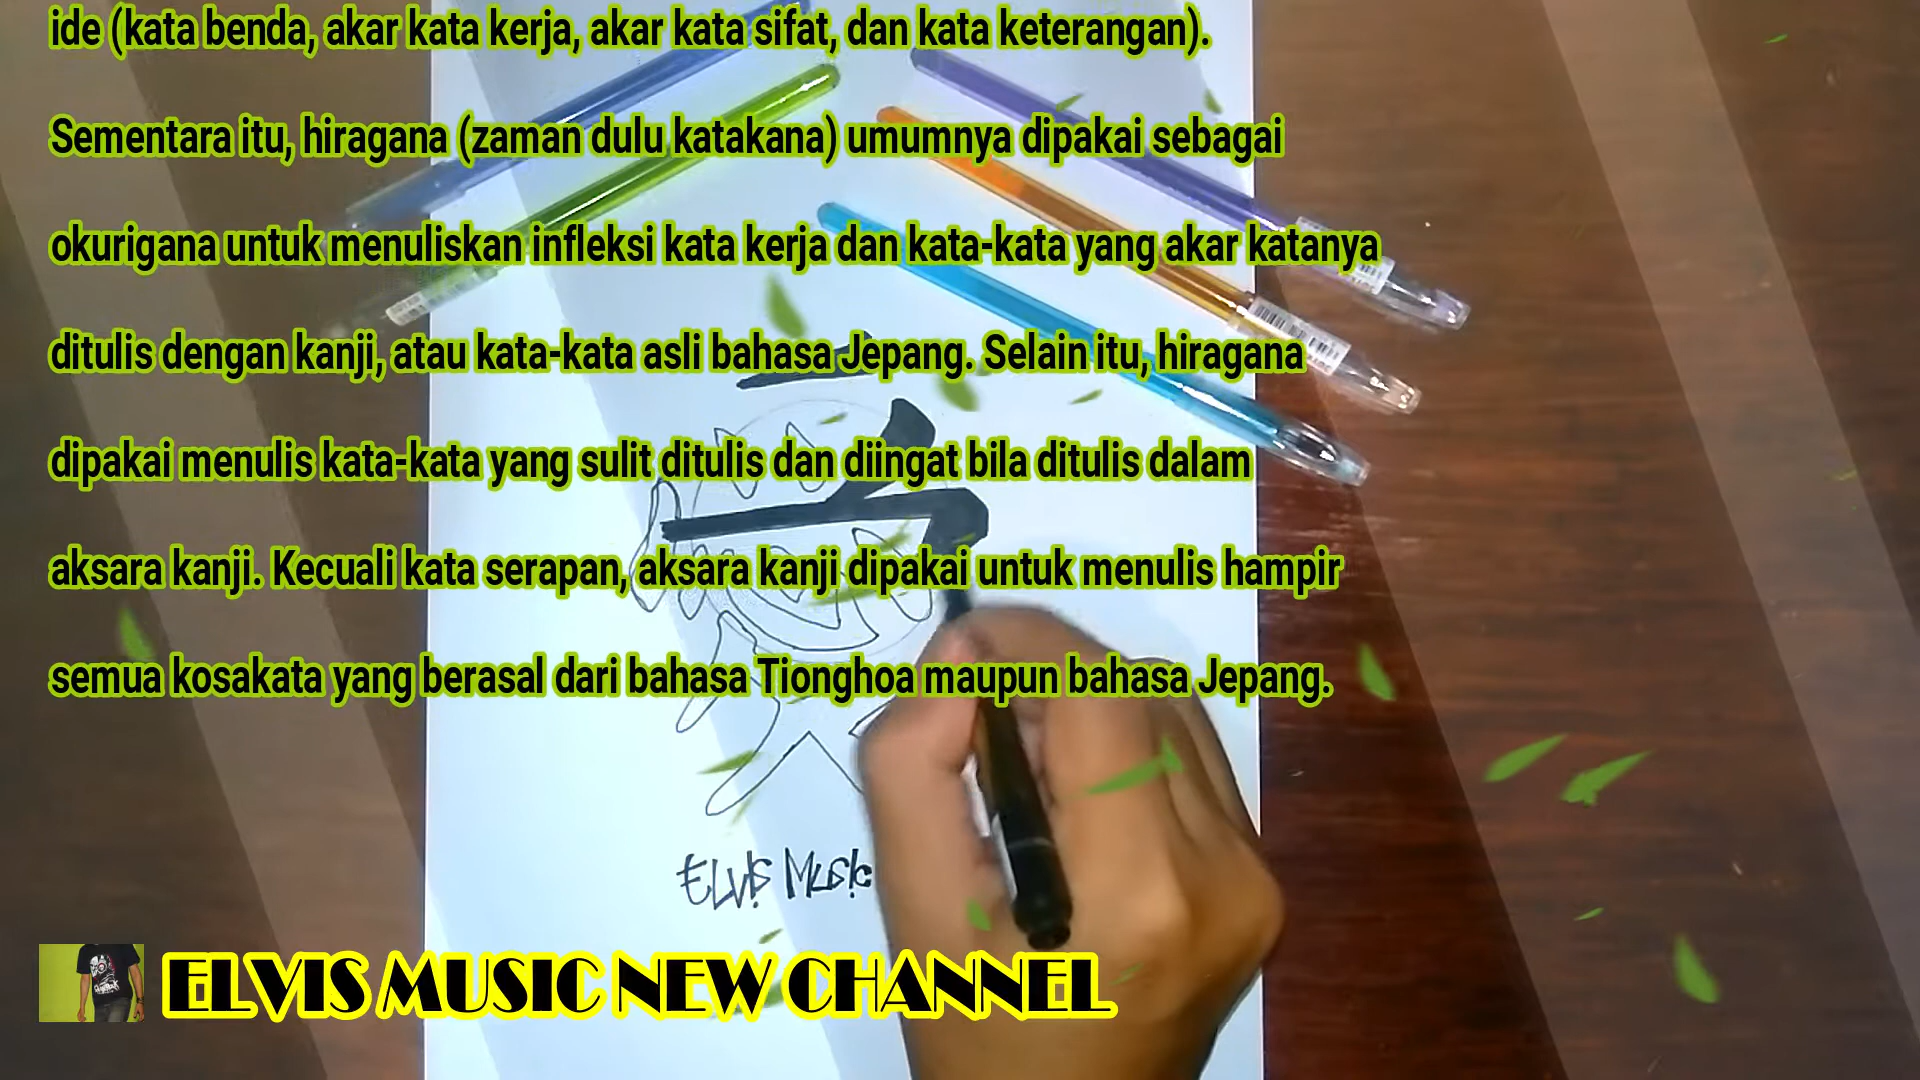 ide (kata benda, akar kata kerja, akar kata sifat, dan kata keterangan).
Sementara itu, hiragana (zaman dulu katakana) umumnya dipakai sebagai
okurigana untuk menuliskan infleksi kata kerja dan kata-kata yang akar katanya
ditulis dengan kanji, atau kata-kata asli bahasa Jepang. Selain itu, hiragana
dipakai menulis kata-kata yang sulit ditulis dan diingat bila ditulis dalam
aksara kanji. Kecuali kata serapan, aksara kanji dipakai untuk menulis hampir
semua kosakata yang berasal dari bahasa Tionghoa maupun bahasa Jepang.
ELVIS MUSIC
ELVIS MUSIC NEW CHANNEL